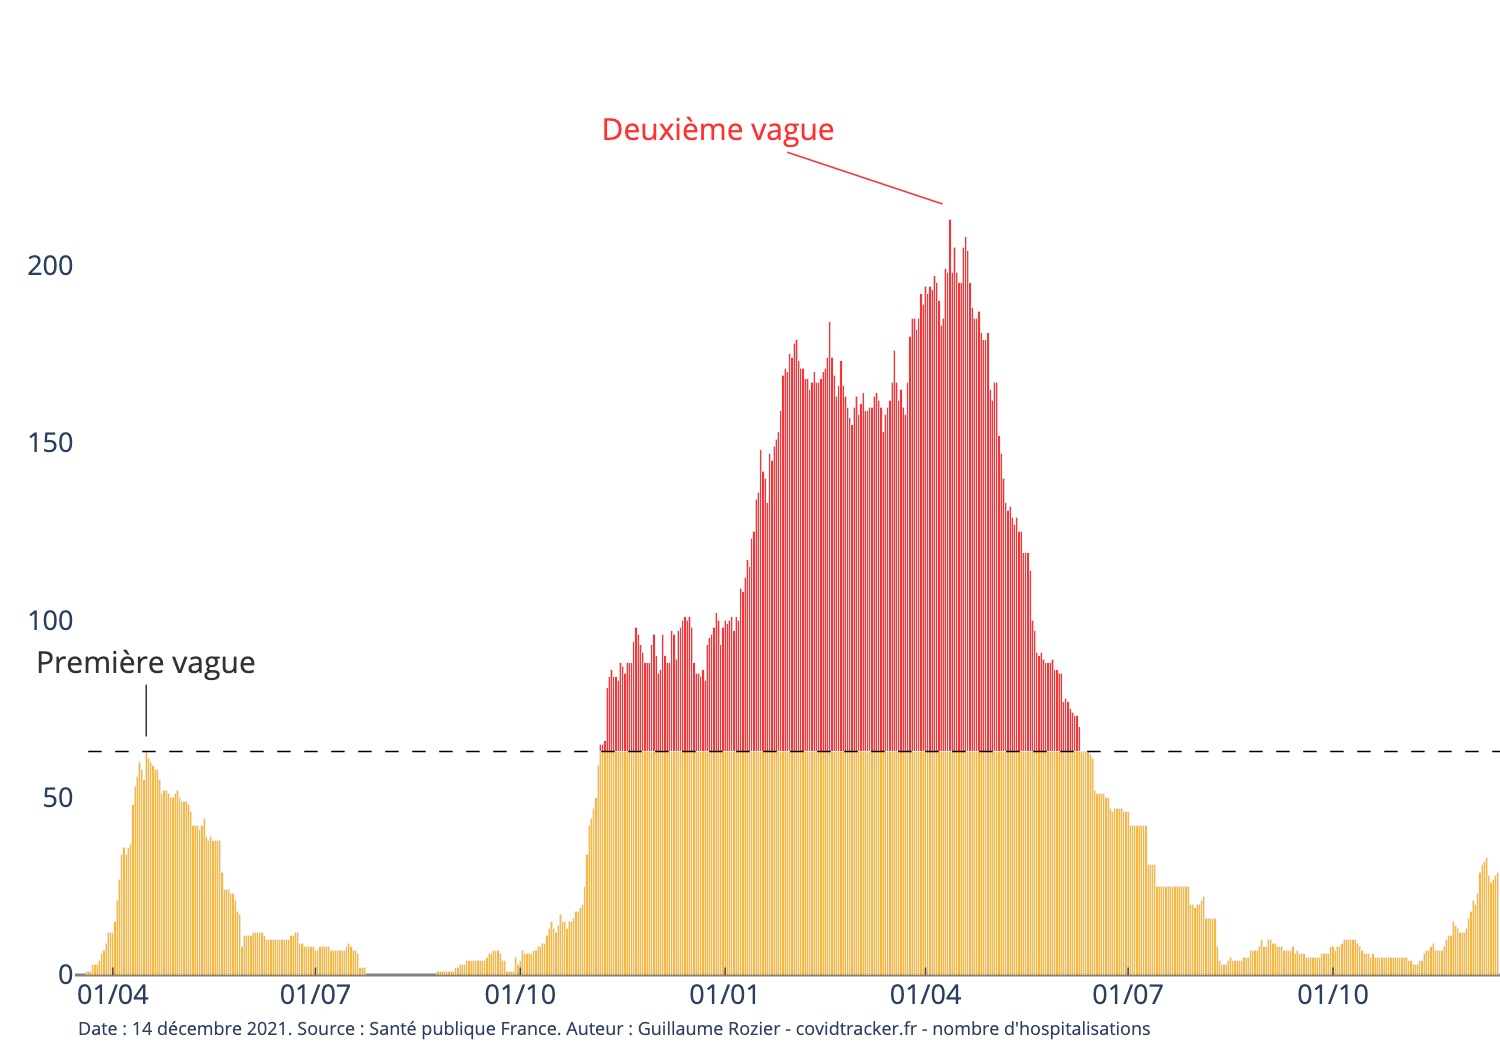 Deuxième vague
200
150
100
Première vague
50
0
01/04 01/07 01/10 01/01 01/04 01/07 01/10
Date : 14 décembre 2021. Source : Santé publique France. Auteur : Guillaume Rozier - covidtracker.fr - nombre d'hospitalisations